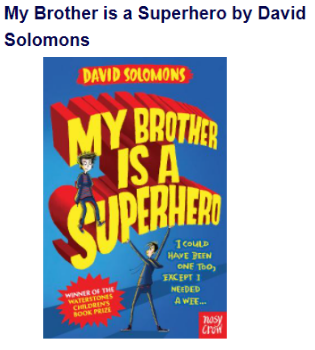 My Brother is a Superhero by David
Solomons
DAVID SOLOMONS
MY BROTHER
IS A
SUPERHERO
I COULD
HAVE BEEN
ONE TOO,
EXCEPT I
NEEDED
A WEE...
WINNER OF THE
WATERSTONES
CHILDREN'S
BOOK PRIZE
nosy
crow